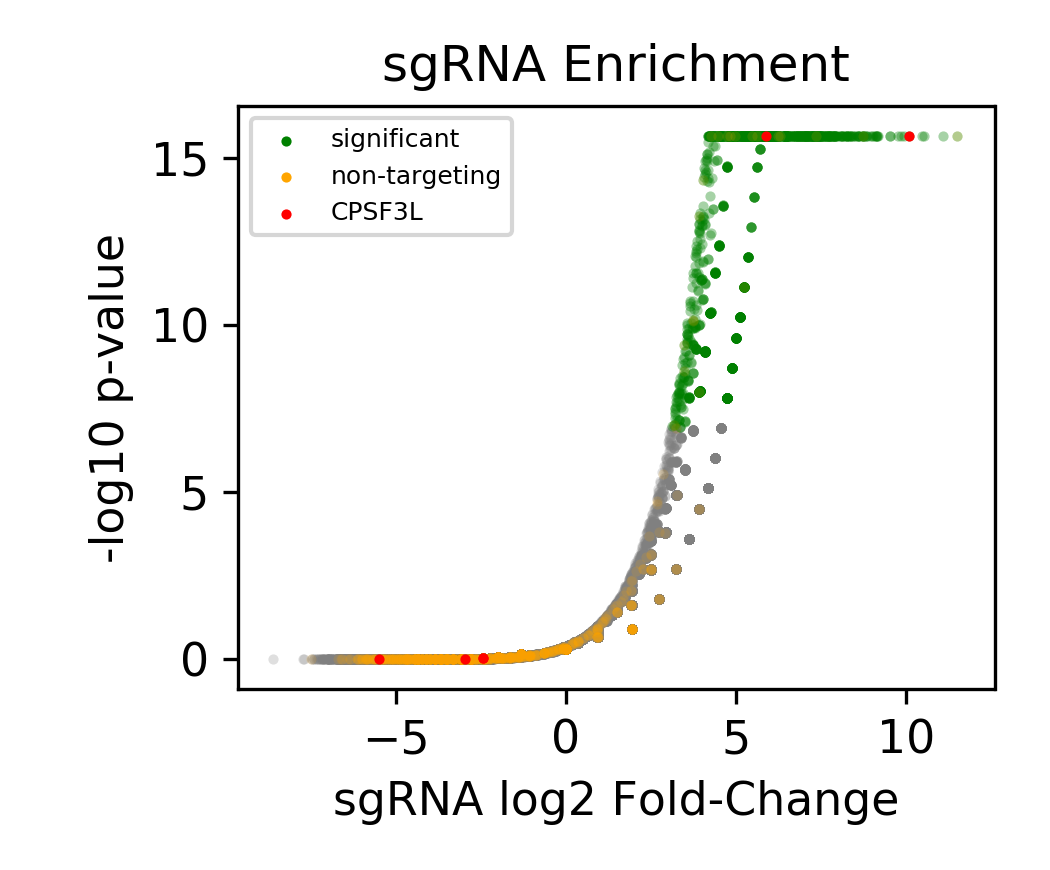 sgRNA Enrichment
significant
non-targeting
CPSF3L
15
10
5
0
-log10 p-value
−5
0
5
10
sgRNA log2 Fold-Change